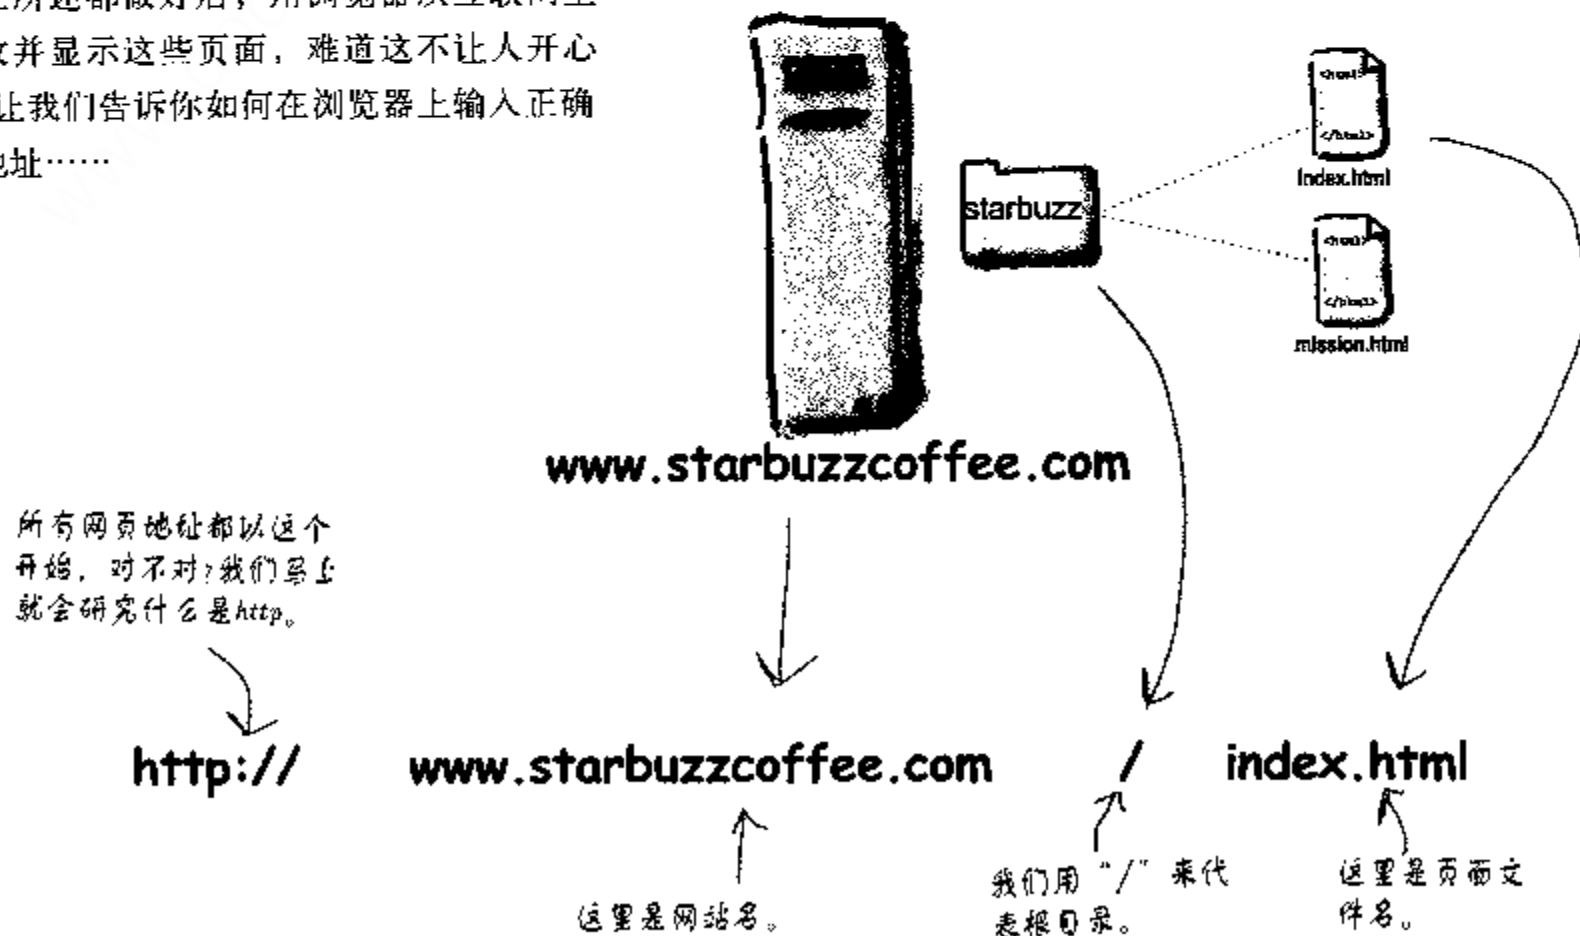 并显示这些页面，难道这不让人开心
让我们告诉你如何在浏览器上输入正确
址……
<html>
</html>
index.html
starbuzz
<html>
</html>
mission.html
www.starbuzzcoffee.com
所有网页地址都以这个
开始，对不对？我们马上
就会研究什么是http。
http:// www.starbuzzcoffee.com / index.html
这里是网站名。
我们用“/”来代
表根目录。
这里是页面文
件名。